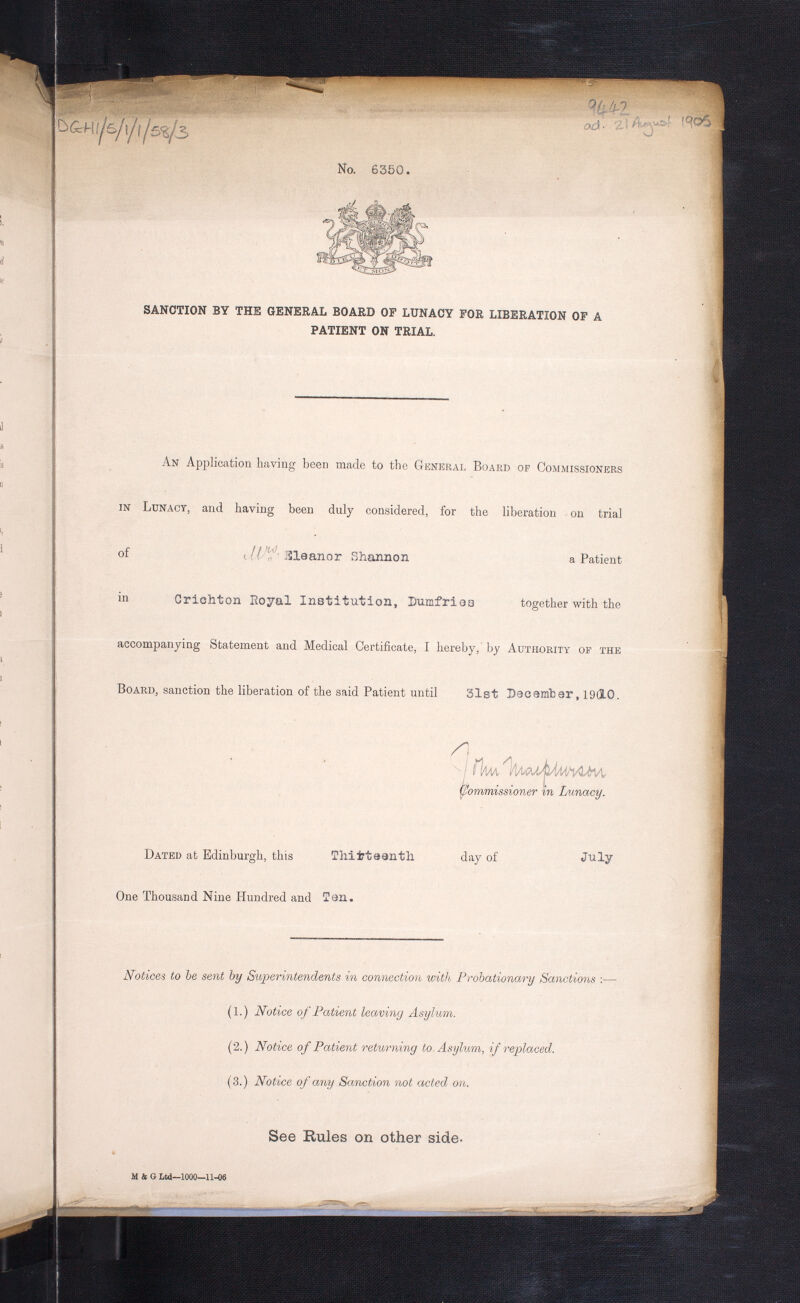 9442
ad. 21 August 1905
DGH1/5/1/1/58/3
No. 6350.
SANCTION BY THE GENERAL BOARD OF LUNACY FOR LIBERATION OF A
PATIENT ON TRIAL.
An Application having been made to the General Board of Commissioners
in Lunacy, and having been duly considered, for the liberation on trial
of Mrs. Eleanor Shannon a Patient
in Crichton Royal Institution, Dumfries together with the
accompanying Statement and Medical Certificate, I hereby, by Authority of the
Board, sanction the liberation of the said Patient until 31st December, 1910.
John Macpherson
Commissioner in Lunacy.
Dated at Edinburgh, this Thirteenth day of July
One Thousand Nine Hundred and Ten.
Notices to be sent by Superintendents in connection with Probationary Sanctions :—
(1.) Notice of Patient leaving Asylum.
(2.) Notice of Patient returning to Asylum, if replaced.
(3.) Notice of any Sanction not acted on.
See Rules on other side.
M & G Ltd—1000—11-06